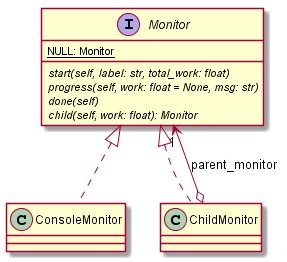 I Monitor
NULL: Monitor
start(self, label: str, total_work: float)
progress(self, work: float = None, msg: str)
done(self)
child(self, work: float): Monitor
1
parent_monitor
C ConsoleMonitor
C ChildMonitor